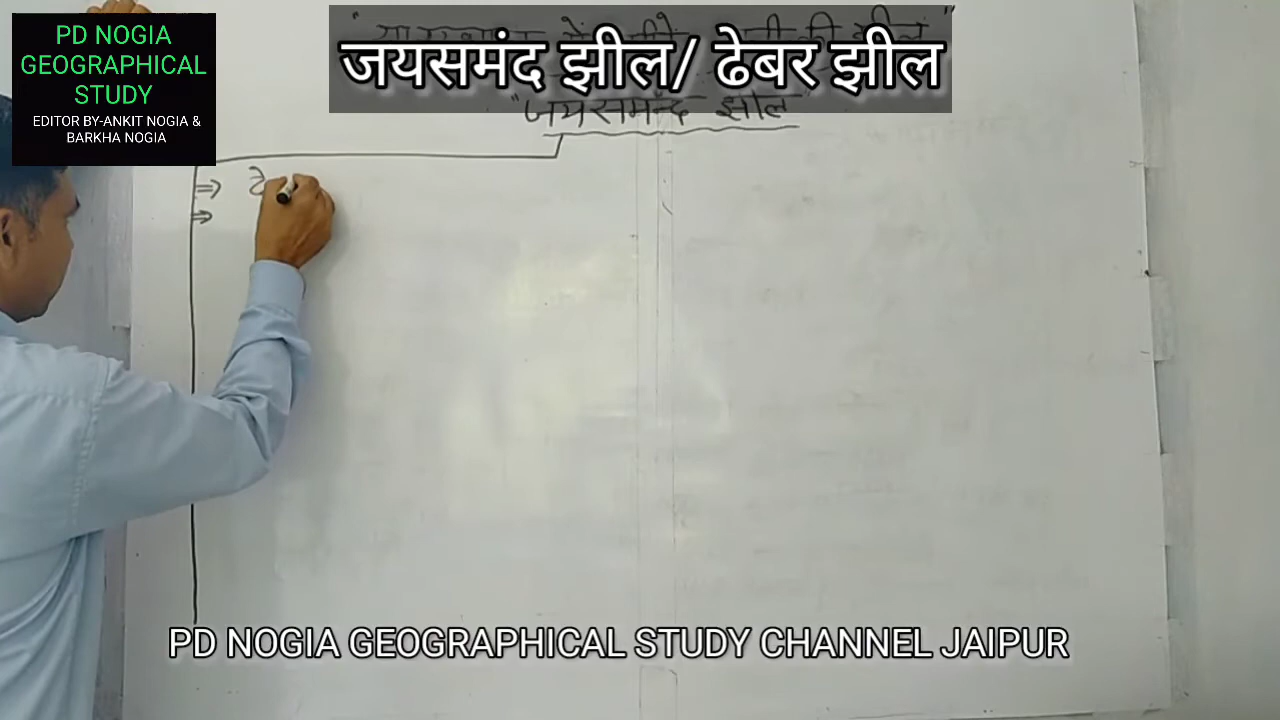 PD NOGIA
GEOGRAPHICAL
STUDY
EDITOR BY-ANKIT NOGIA &
BARKHA NOGIA
जयसमंद झील/ ढेबर झील
"जयसमन्द झील"
⇒ ढे
⇒
PD NOGIA GEOGRAPHICAL STUDY CHANNEL JAIPUR